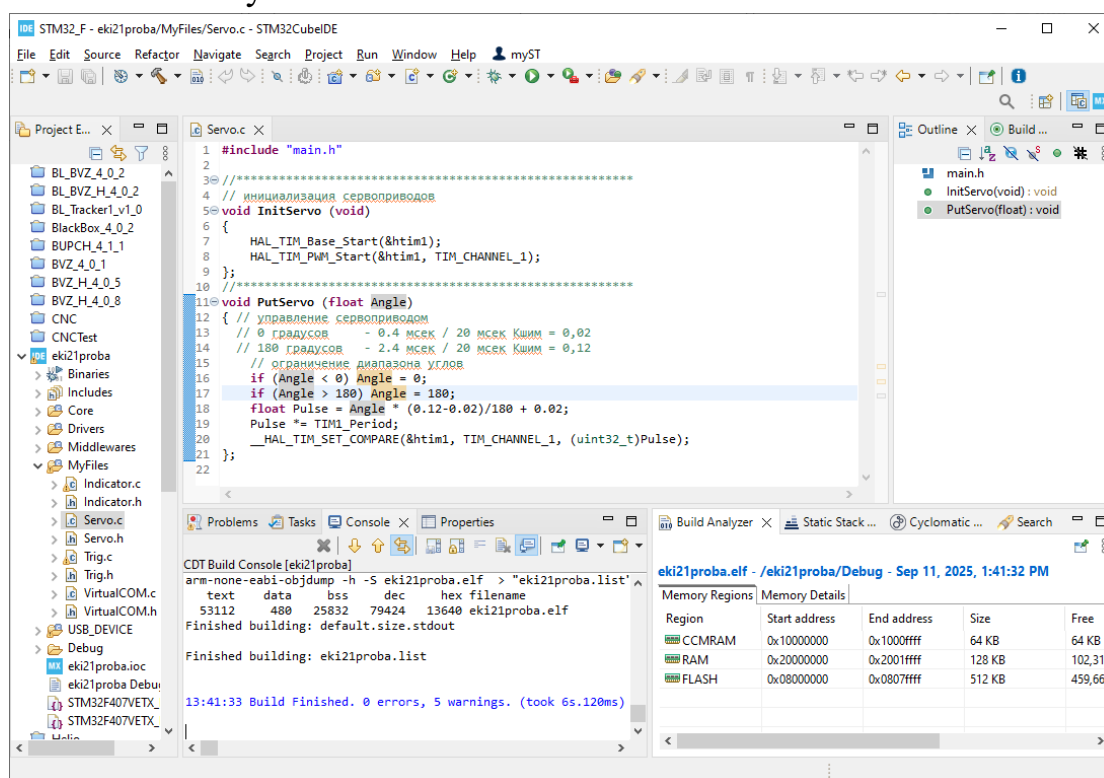 STM32_F - eki21proba/MyFiles/Servo.c - STM32CubeIDE
File Edit Source Refactor Navigate Search Project Run Window Help myST
Project E...
BL_BVZ_4_0_2
BL_BVZ_H_4_0_2
BL_Tracker1_v1_0
BlackBox_4_0_2
BUPCH_4_1_1
BVZ_4_0_1
BVZ_H_4_0_5
BVZ_H_4_0_8
CNC
CNCTest
eki21proba
Binaries
Includes
Core
Drivers
Middlewares
MyFiles
Indicator.c
Indicator.h
Servo.c
Servo.h
Trig.c
Trig.h
VirtualCOM.c
VirtualCOM.h
USB_DEVICE
Debug
eki21proba.ioc
eki21proba Debu
STM32F407VETX_
STM32F407VETX_
Servo.c
1 #include "main.h"
2
3 //********************************************************
4 // инициализация сервоприводов
5 void InitServo (void)
6 {
7 HAL_TIM_Base_Start(&htim1);
8 HAL_TIM_PWM_Start(&htim1, TIM_CHANNEL_1);
9 };
10 //********************************************************
11 void PutServo (float Angle)
12 { // управление сервоприводом
13 // 0 градусов - 0.4 мсек / 20 мсек Кшим = 0,02
14 // 180 градусов - 2.4 мсек / 20 мсек Кшим = 0,12
15 // ограничение диапазона углов
16 if (Angle < 0) Angle = 0;
17 if (Angle > 180) Angle = 180;
18 float Pulse = Angle * (0.12-0.02)/180 + 0.02;
19 Pulse *= TIM1_Period;
20 __HAL_TIM_SET_COMPARE(&htim1, TIM_CHANNEL_1, (uint32_t)Pulse);
21 };
22
Outline Build ...
main.h
InitServo(void) : void
PutServo(float) : void
Problems Tasks Console Properties
CDT Build Console [eki21proba]
arm-none-eabi-objdump -h -S eki21proba.elf > "eki21proba.list"
text data bss dec hex filename
53112 480 25832 79424 13640 eki21proba.elf
Finished building: default.size.stdout
Finished building: eki21proba.list
13:41:33 Build Finished. 0 errors, 5 warnings. (took 6s.120ms)
Build Analyzer Static Stack ... Cyclomatic ... Search
eki21proba.elf - /eki21proba/Debug - Sep 11, 2025, 1:41:32 PM
Memory Regions Memory Details
Region Start address End address Size Free
CCMRAM 0x10000000 0x1000ffff 64 KB 64 KB
RAM 0x20000000 0x2001ffff 128 KB 102,31
FLASH 0x08000000 0x0807ffff 512 KB 459,66